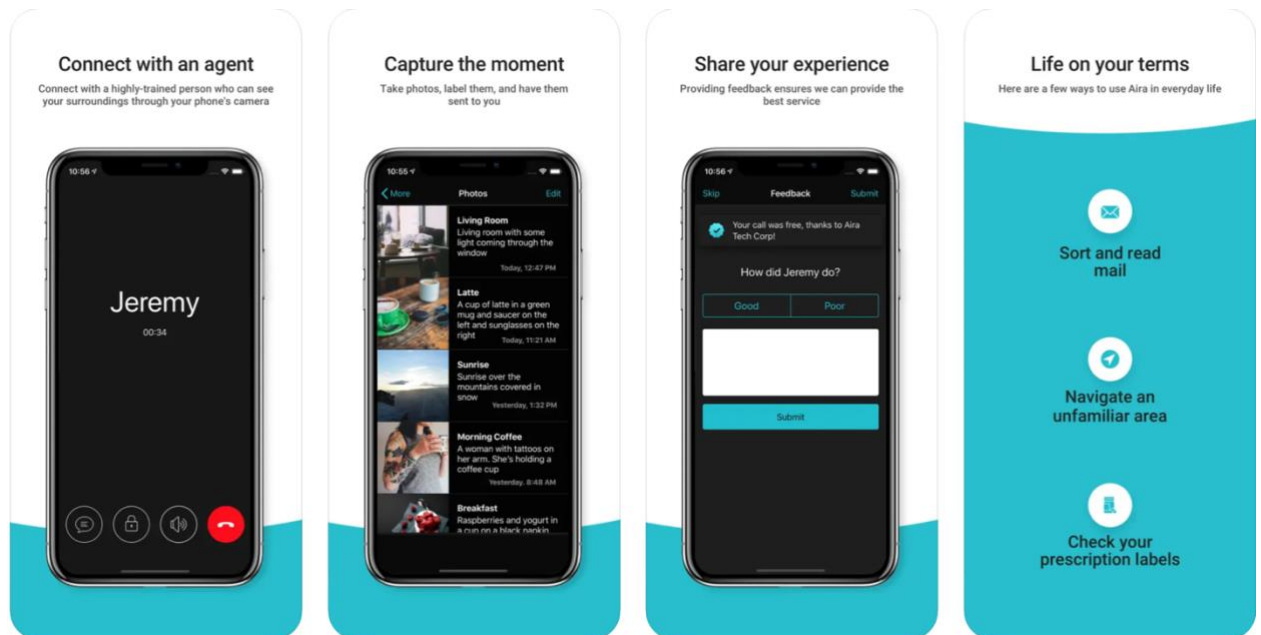 Connect with an agent
Connect with a highly-trained person who can see
your surroundings through your phone's camera
10:56
Jeremy
00:34
Capture the moment
Take photos, label them, and have them
sent to you
10:55
More
Photos
Edit
Living Room
Living room with some
light coming through the
window
Today, 12:47 PM
Latte
A cup of latte in a green
mug and saucer on the
left and sunglasses on the
right
Today, 11:21 AM
Sunrise
Sunrise over the
mountains covered in
snow
Yesterday, 1:32 PM
Morning Coffee
A woman with tattoos on
her arm. She's holding a
coffee cup
Yesterday. 8:48 AM
Breakfast
Raspberries and yogurt in
a cup on a black napkin
Share your experience
Providing feedback ensures we can provide the
best service
10:56
Skip
Feedback
Submit
Your call was free, thanks to Aira
Tech Corp!
How did Jeremy do?
Good
Poor
Submit
Life on your terms
Here are a few ways to use Aira in everyday life
Sort and read
mail
Navigate an
unfamiliar area
Check your
prescription labels